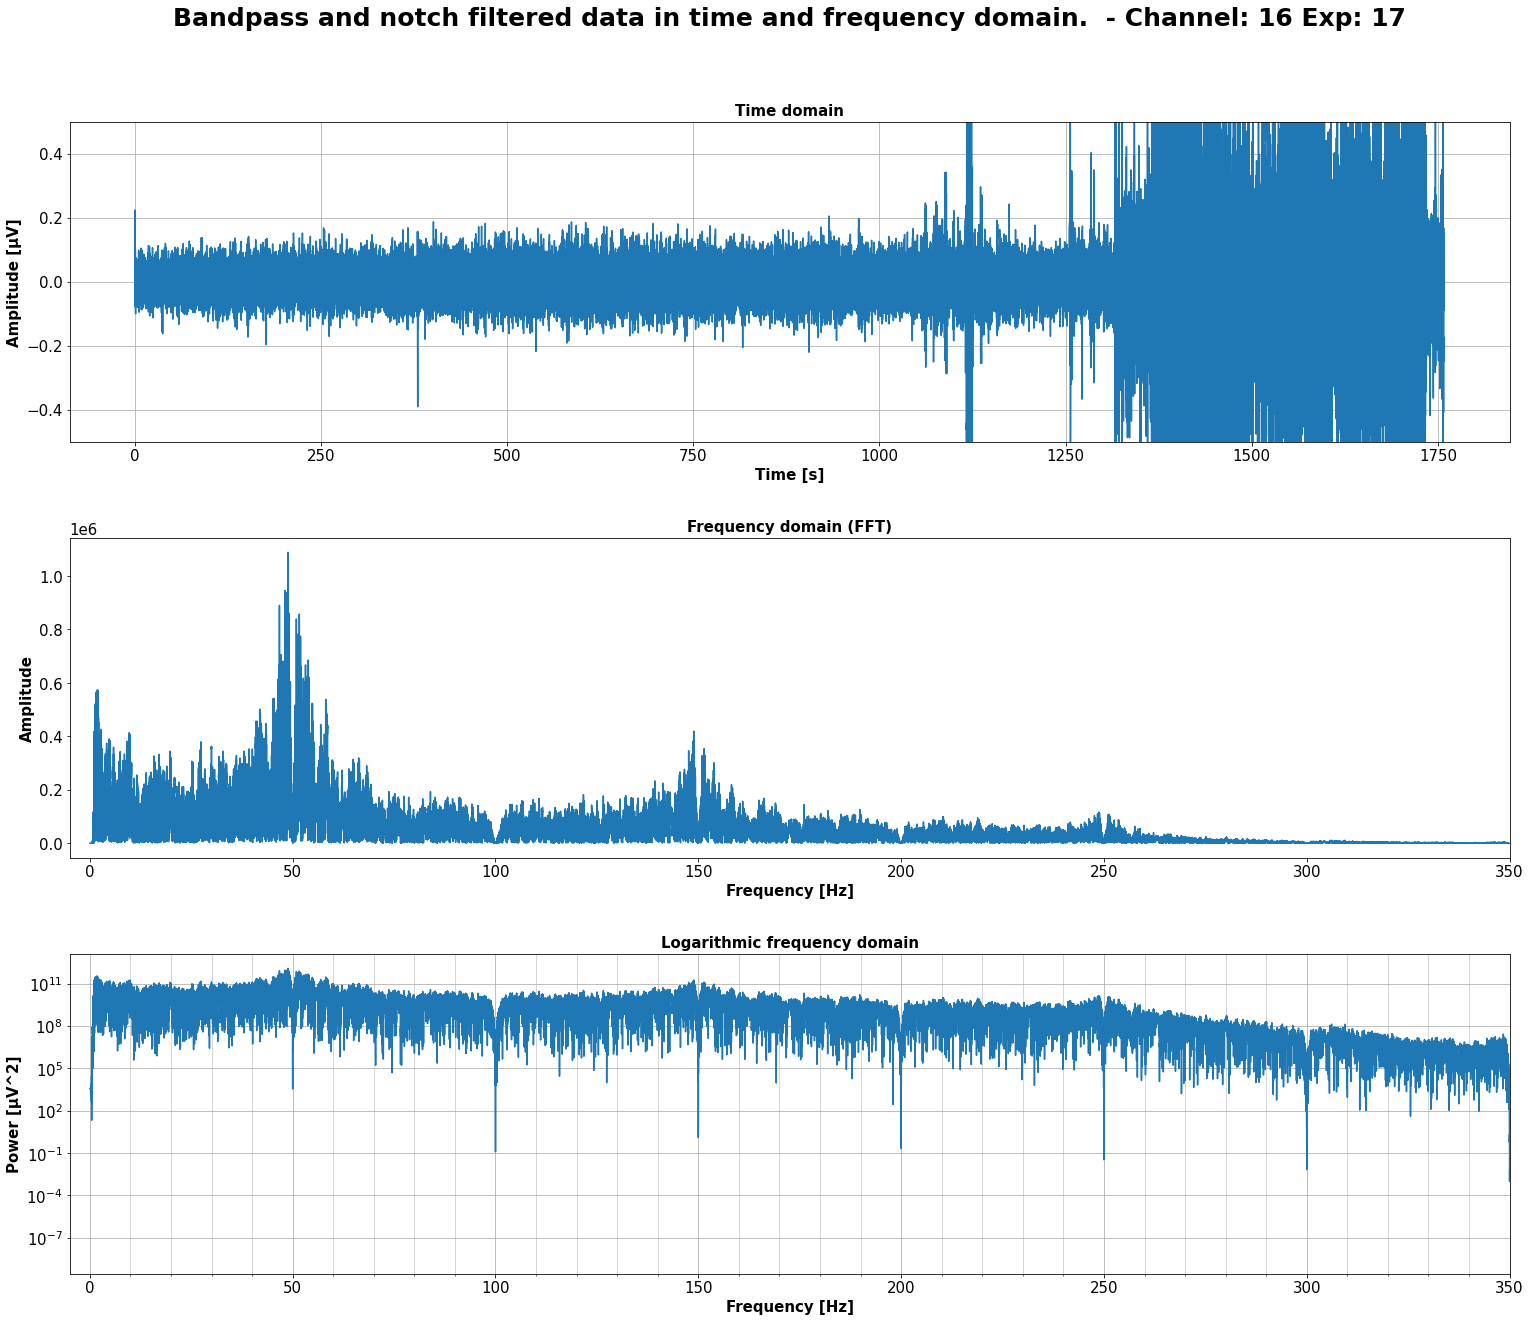 Bandpass and notch filtered data in time and frequency domain.  - Channel: 16 Exp: 17
Time domain
Amplitude [µV]
0.4
0.2
0.0
−0.2
−0.4
0 250 500 750 1000 1250 1500 1750
Time [s]
Frequency domain (FFT)
1e6
Amplitude
1.0
0.8
0.6
0.4
0.2
0.0
0 50 100 150 200 250 300 350
Frequency [Hz]
Logarithmic frequency domain
Power [µV^2]
10^11
10^8
10^5
10^2
10^−1
10^−4
10^−7
0 50 100 150 200 250 300 350
Frequency [Hz]